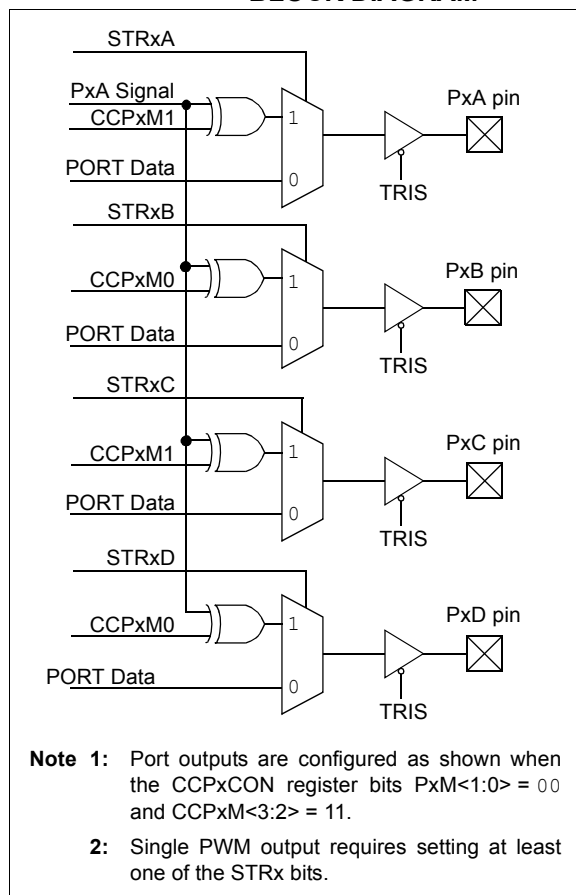 STRxA
PxA Signal
PxA pin
CCPxM1
1
PORT Data
0
TRIS
STRxB
PxB pin
CCPxM0
1
PORT Data
0
TRIS
STRxC
PxC pin
CCPxM1
1
PORT Data
0
TRIS
STRxD
PxD pin
CCPxM0
1
PORT Data
0
TRIS
Note 1: Port outputs are configured as shown when
the CCPxCON register bits PxM<1:0> = 00
and CCPxM<3:2> = 11.
2: Single PWM output requires setting at least
one of the STRx bits.